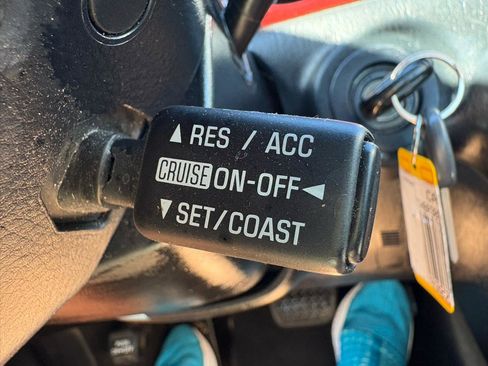 ▲ RES / ACC
CRUISE ON-OFF ◄
▼ SET/COAST